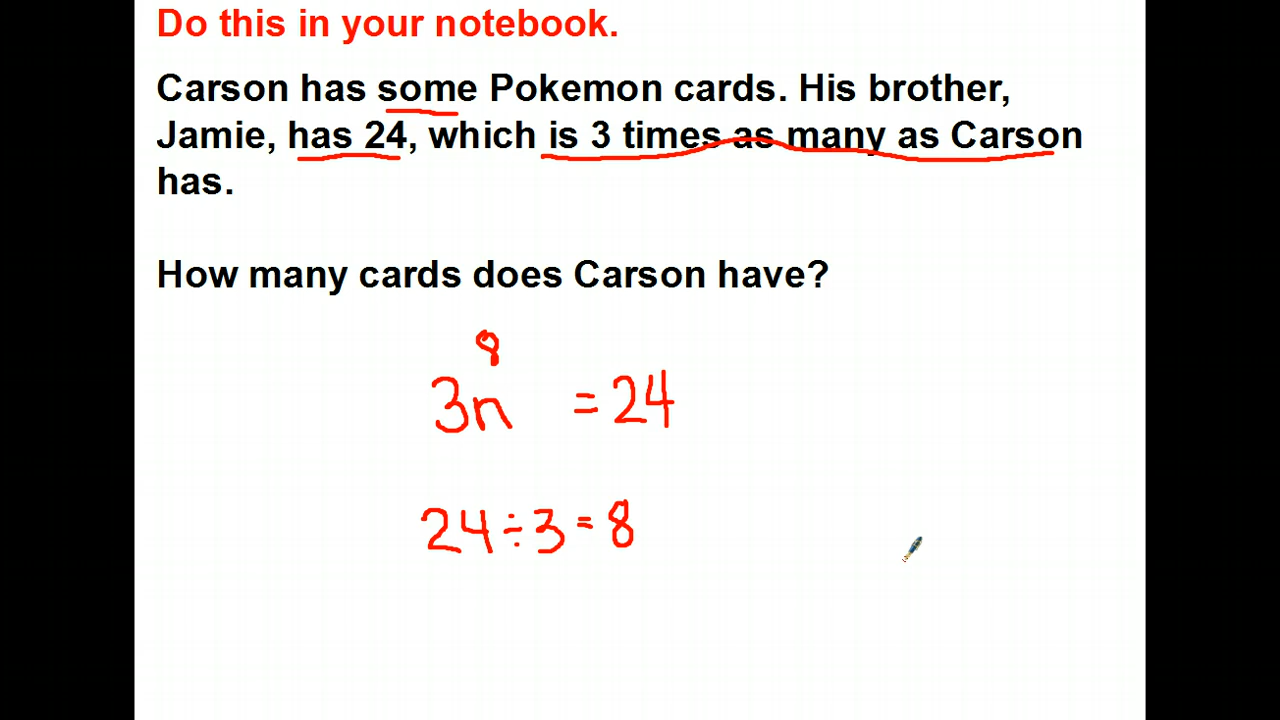 Do this in your notebook.
Carson has some Pokemon cards. His brother,
Jamie, has 24, which is 3 times as many as Carson
has.
How many cards does Carson have?
8
3n = 24
24 ÷ 3 = 8